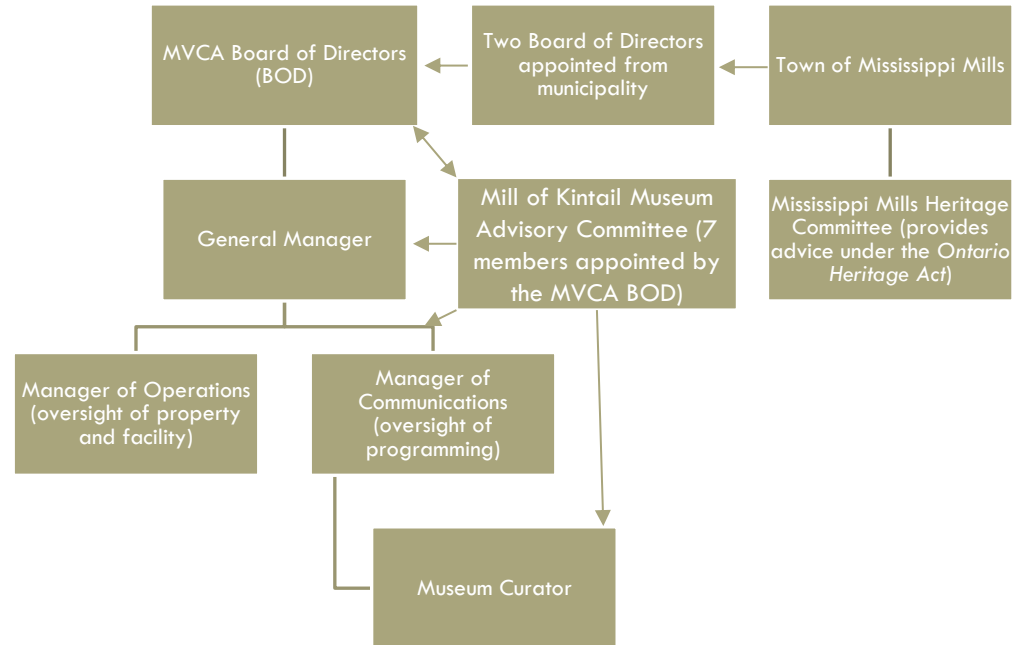 MVCA Board of Directors
(BOD)
Two Board of Directors
appointed from
municipality
Town of Mississippi Mills
General Manager
Mill of Kintail Museum
Advisory Committee (7
members appointed by
the MVCA BOD)
Mississippi Mills Heritage
Committee (provides
advice under the Ontario
Heritage Act)
Manager of Operations
(oversight of property
and facility)
Manager of
Communications
(oversight of
programming)
Museum Curator